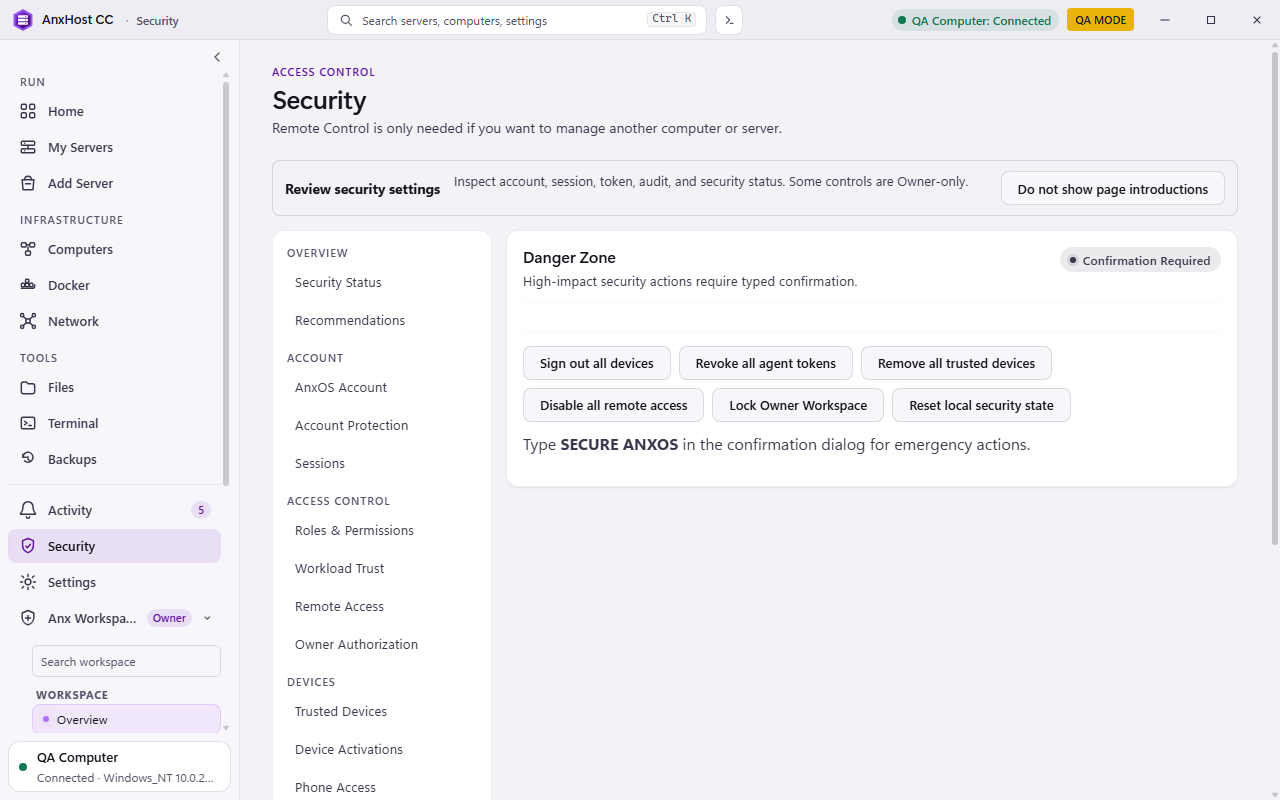 AnxHost CC · Security
Search servers, computers, settings
Ctrl K
QA Computer: Connected
QA MODE
RUN
Home
My Servers
Add Server
INFRASTRUCTURE
Computers
Docker
Network
TOOLS
Files
Terminal
Backups
Activity 5
Security
Settings
Anx Workspa... Owner
Search workspace
WORKSPACE
Overview
QA Computer
Connected · Windows_NT 10.0.2...
ACCESS CONTROL
Security
Remote Control is only needed if you want to manage another computer or server.
Review security settings
Inspect account, session, token, audit, and security status. Some controls are Owner-only.
Do not show page introductions
OVERVIEW
Security Status
Recommendations
ACCOUNT
AnxOS Account
Account Protection
Sessions
ACCESS CONTROL
Roles & Permissions
Workload Trust
Remote Access
Owner Authorization
DEVICES
Trusted Devices
Device Activations
Phone Access
Danger Zone
High-impact security actions require typed confirmation.
Confirmation Required
Sign out all devices
Revoke all agent tokens
Remove all trusted devices
Disable all remote access
Lock Owner Workspace
Reset local security state
Type SECURE ANXOS in the confirmation dialog for emergency actions.